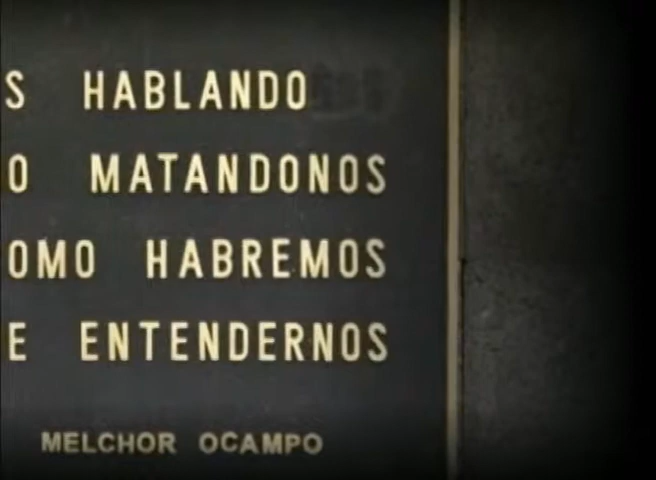 S HABLANDO
O MATANDONOS
OMO HABREMOS
E ENTENDERNOS
MELCHOR OCAMPO